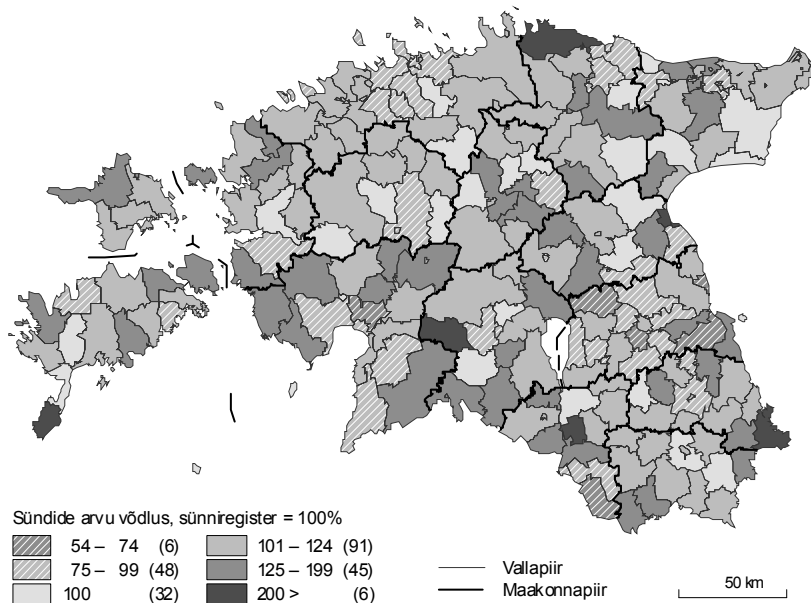 Sündide arvu võdlus, sünniregister = 100%
54 – 74 (6)
75 – 99 (48)
100 (32)
101 – 124 (91)
125 – 199 (45)
200 > (6)
Vallapiir
Maakonnapiir
50 km